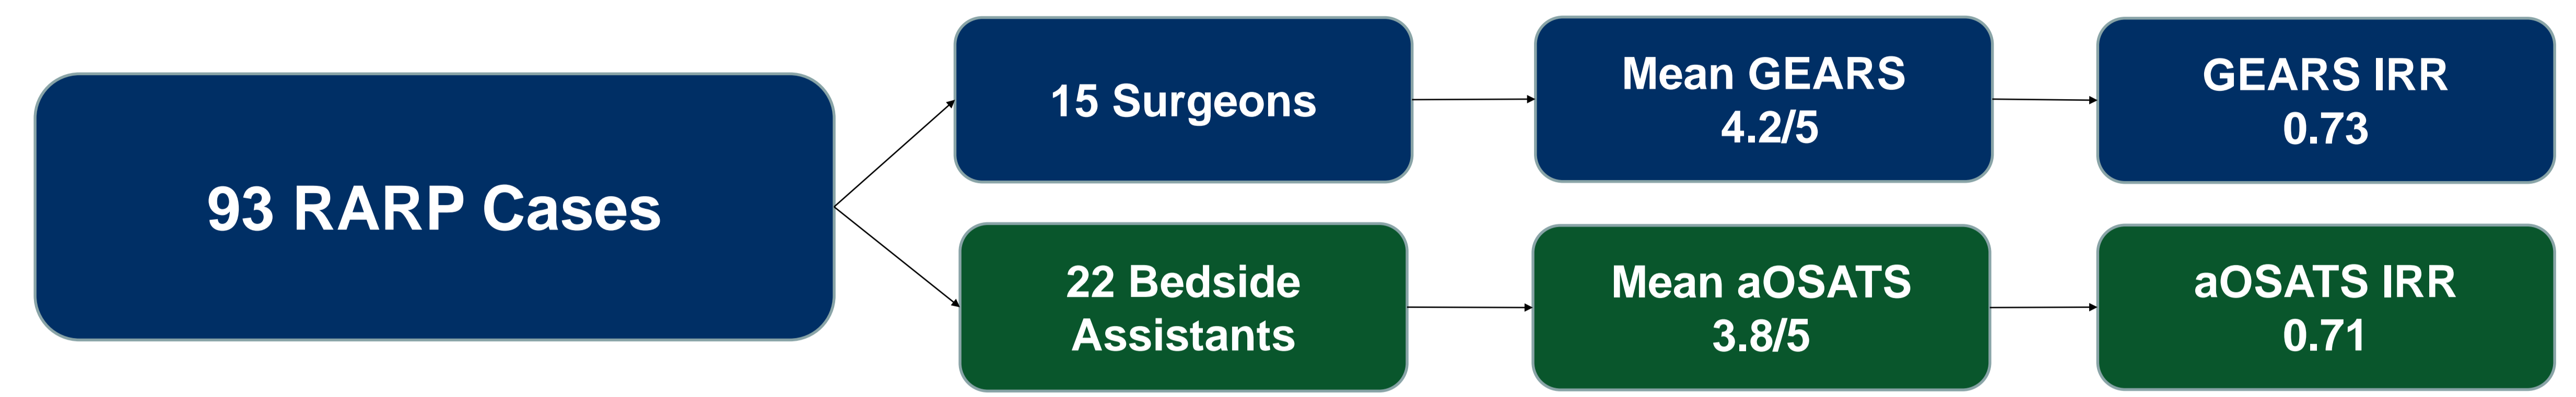 93 RARP Cases
15 Surgeons
Mean GEARS
4.2/5
GEARS IRR
0.73
22 Bedside
Assistants
Mean aOSATS
3.8/5
aOSATS IRR
0.71